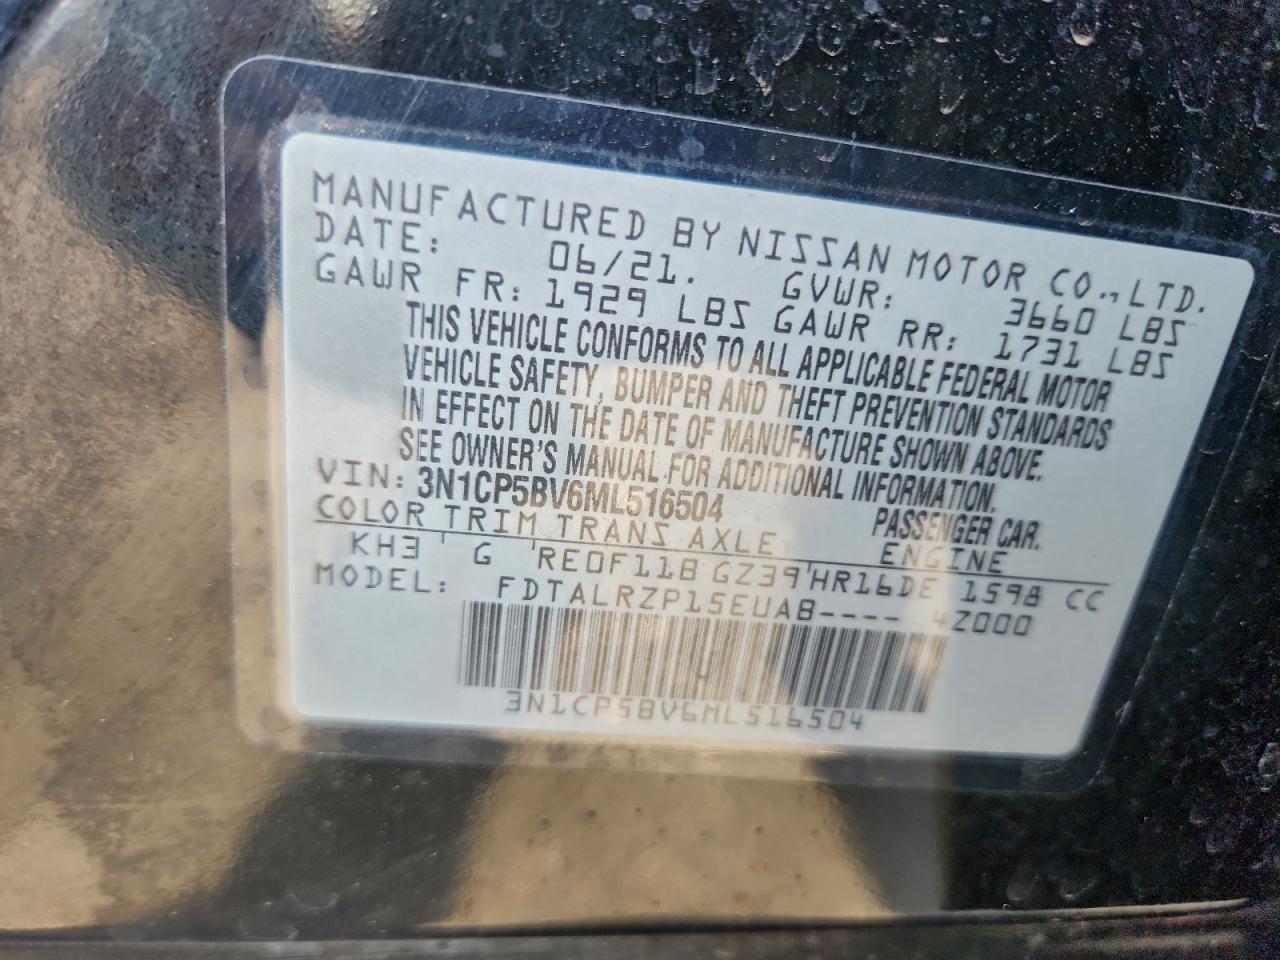 MANUFACTURED BY NISSAN MOTOR CO., LTD.
DATE: 06/21. GVWR: 3660 LBS
GAWR FR: 1929 LBS GAWR RR: 1731 LBS
THIS VEHICLE CONFORMS TO ALL APPLICABLE FEDERAL MOTOR
VEHICLE SAFETY, BUMPER AND THEFT PREVENTION STANDARDS
IN EFFECT ON THE DATE OF MANUFACTURE SHOWN ABOVE.
SEE OWNER'S MANUAL FOR ADDITIONAL INFORMATION.
VIN: 3N1CP5BV6ML516504 PASSENGER CAR.
COLOR TRIM TRANS AXLE ENGINE
KH3 G RE0F11B GZ39 HR16DE 1598 CC
MODEL: FDTALRZP15EUAB---- 4Z000
3N1CP5BV6ML516504